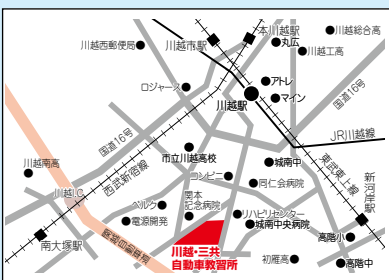 本川越駅
川越総合高
川越西郵便局
川越市駅
丸広
川越工高
ロジャース
アトレ
国道16号
川越駅
マイン
国道16号
JR川越線
市立川越高校
城南中
東武東上線
新河岸駅
川越南高
西武新宿線
コンビニ
同仁会病院
川越I.C
ベルク
関本
記念病院
リハビリセンター
電源開発
城南中央病院
高階小
南大塚駅
関越自動車道
川越・三共
自動車教習所
初雁高
高階中